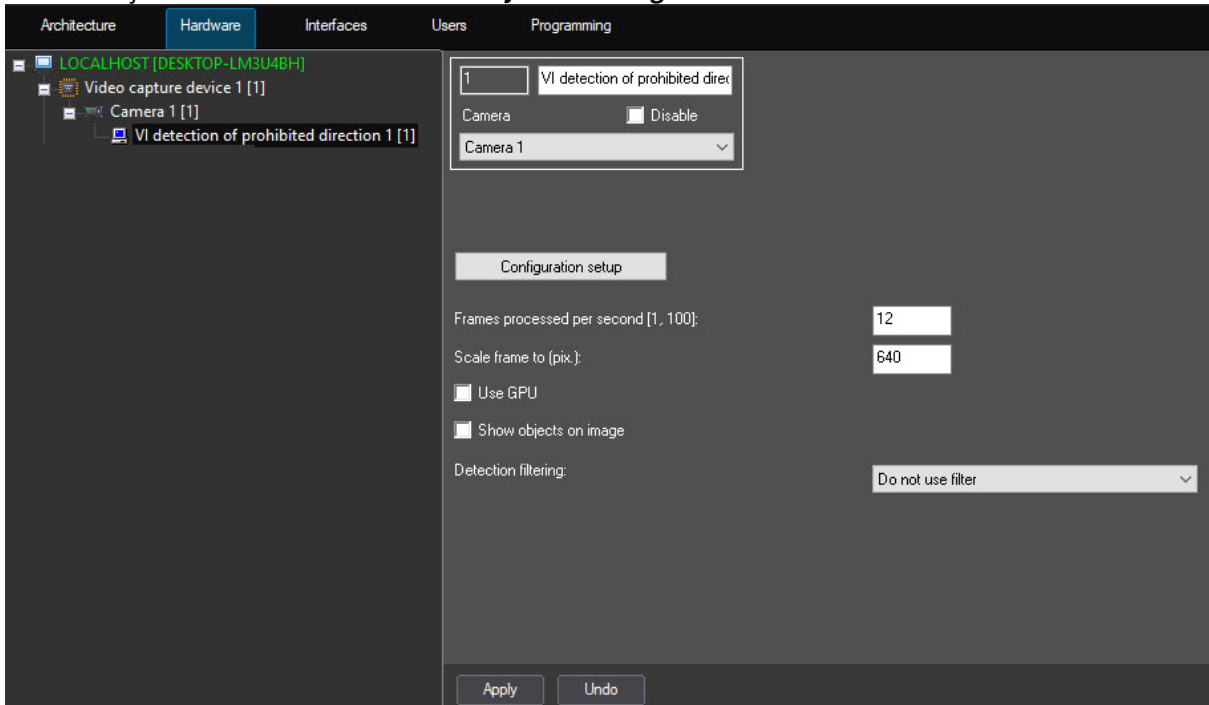 Architecture Hardware Interfaces Users Programming
LOCALHOST [DESKTOP-LM3U4BH]
Video capture device 1 [1]
Camera 1 [1]
VI detection of prohibited direction 1 [1]
1 VI detection of prohibited direc
Camera Disable
Camera 1
Configuration setup
Frames processed per second [1, 100]: 12
Scale frame to (pix.): 640
Use GPU
Show objects on image
Detection filtering: Do not use filter
Apply Undo